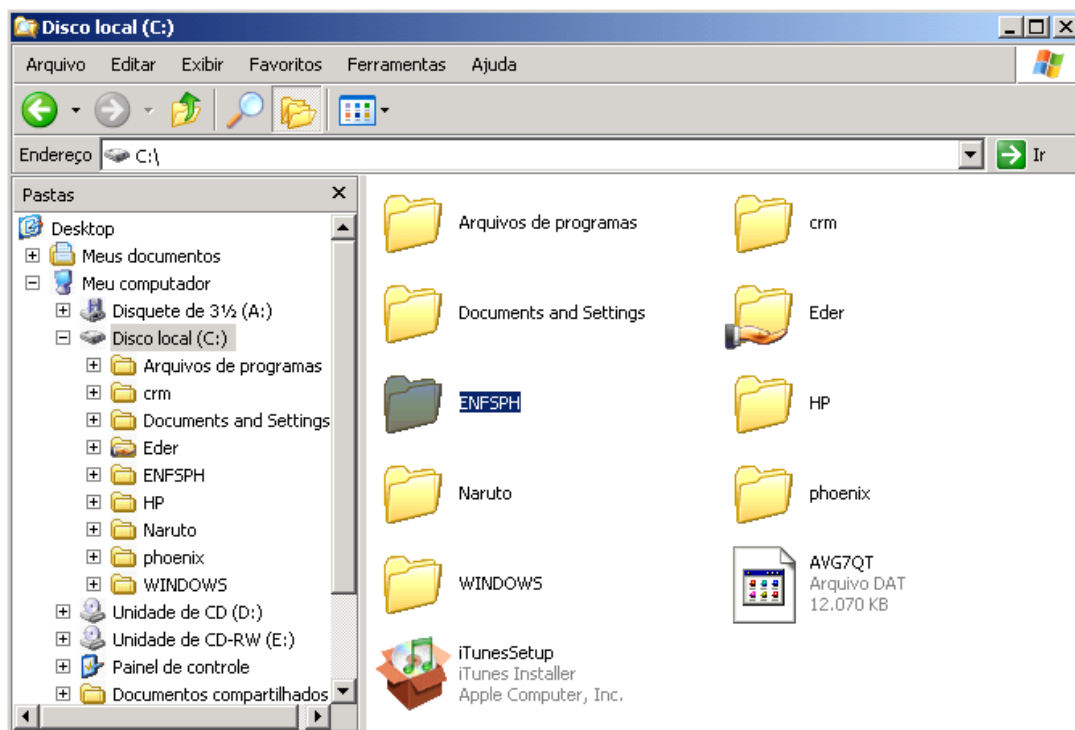 Disco local (C:)
Arquivo Editar Exibir Favoritos Ferramentas Ajuda
Endereço C:\ Ir
Pastas
Desktop
Meus documentos
Meu computador
Disquete de 3½ (A:)
Disco local (C:)
Arquivos de programas
crm
Documents and Settings
Eder
ENFSPH
HP
Naruto
phoenix
WINDOWS
Unidade de CD (D:)
Unidade de CD-RW (E:)
Painel de controle
Documentos compartilhados
Arquivos de programas
crm
Documents and Settings
Eder
ENFSPH
HP
Naruto
phoenix
WINDOWS
AVG7QT
Arquivo DAT
12.070 KB
iTunesSetup
iTunes Installer
Apple Computer, Inc.